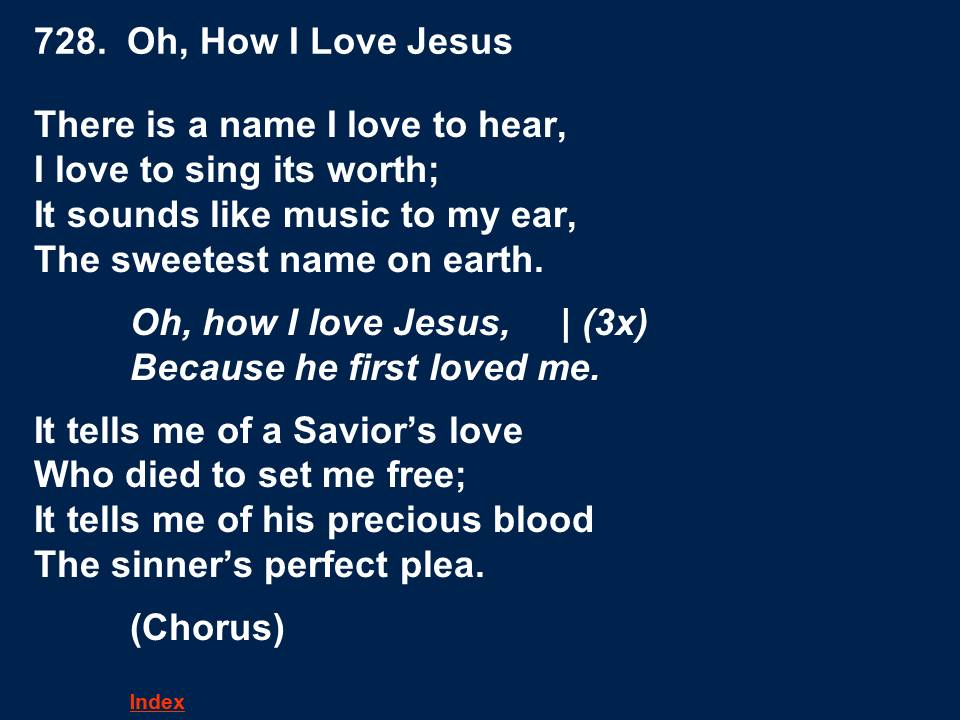 728. Oh, How I Love Jesus
There is a name I love to hear,
I love to sing its worth;
It sounds like music to my ear,
The sweetest name on earth.
Oh, how I love Jesus, | (3x)
Because he first loved me.
It tells me of a Savior’s love
Who died to set me free;
It tells me of his precious blood
The sinner’s perfect plea.
(Chorus)
Index